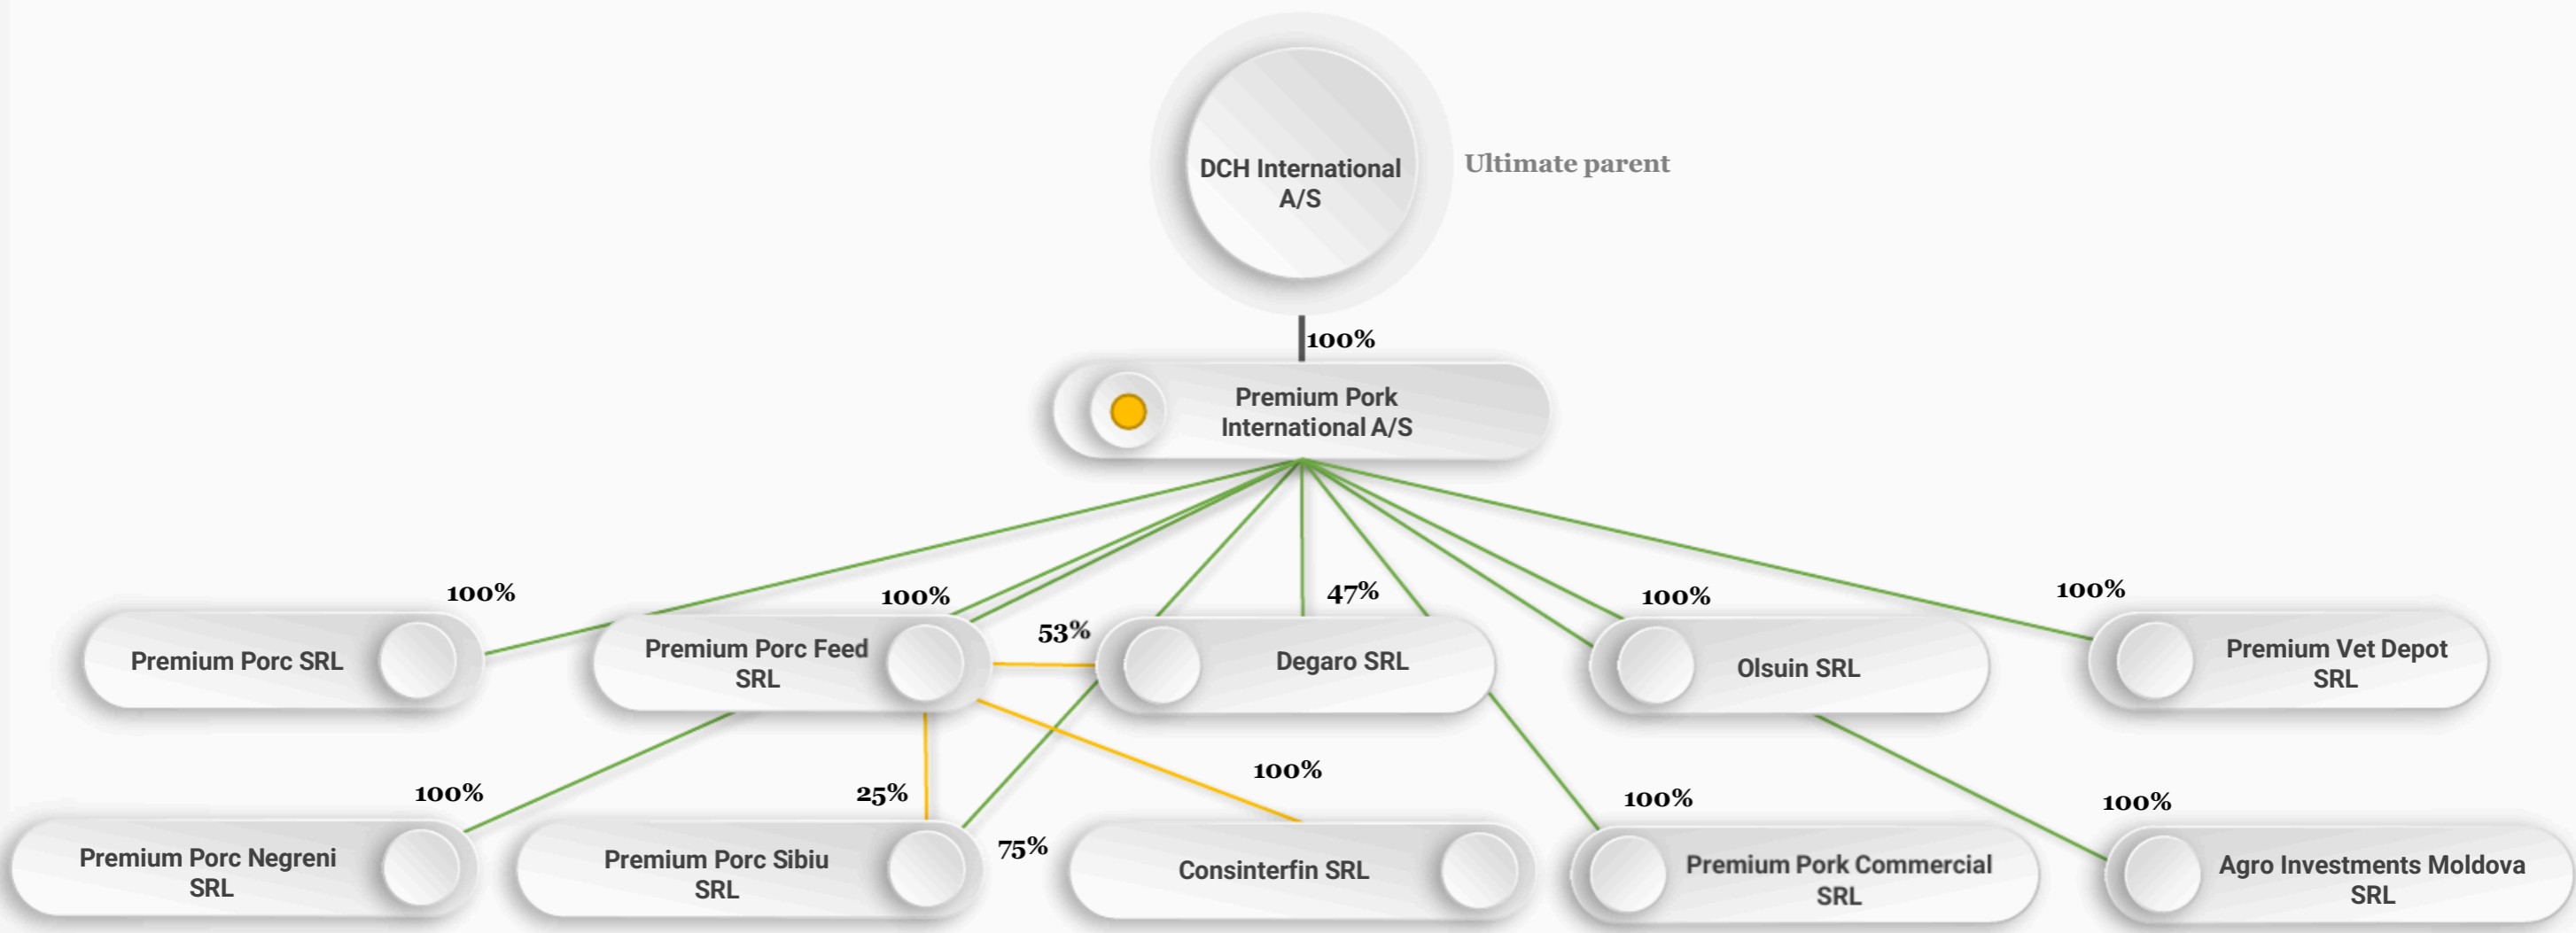 DCH International
A/S
Ultimate parent
100%
Premium Pork
International A/S
100%
100%
53%
47%
100%
100%
Premium Porc SRL
Premium Porc Feed
SRL
Degaro SRL
Olsuin SRL
Premium Vet Depot
SRL
100%
25%
75%
100%
100%
100%
Premium Porc Negreni
SRL
Premium Porc Sibiu
SRL
Consinterfin SRL
Premium Pork Commercial
SRL
Agro Investments Moldova
SRL